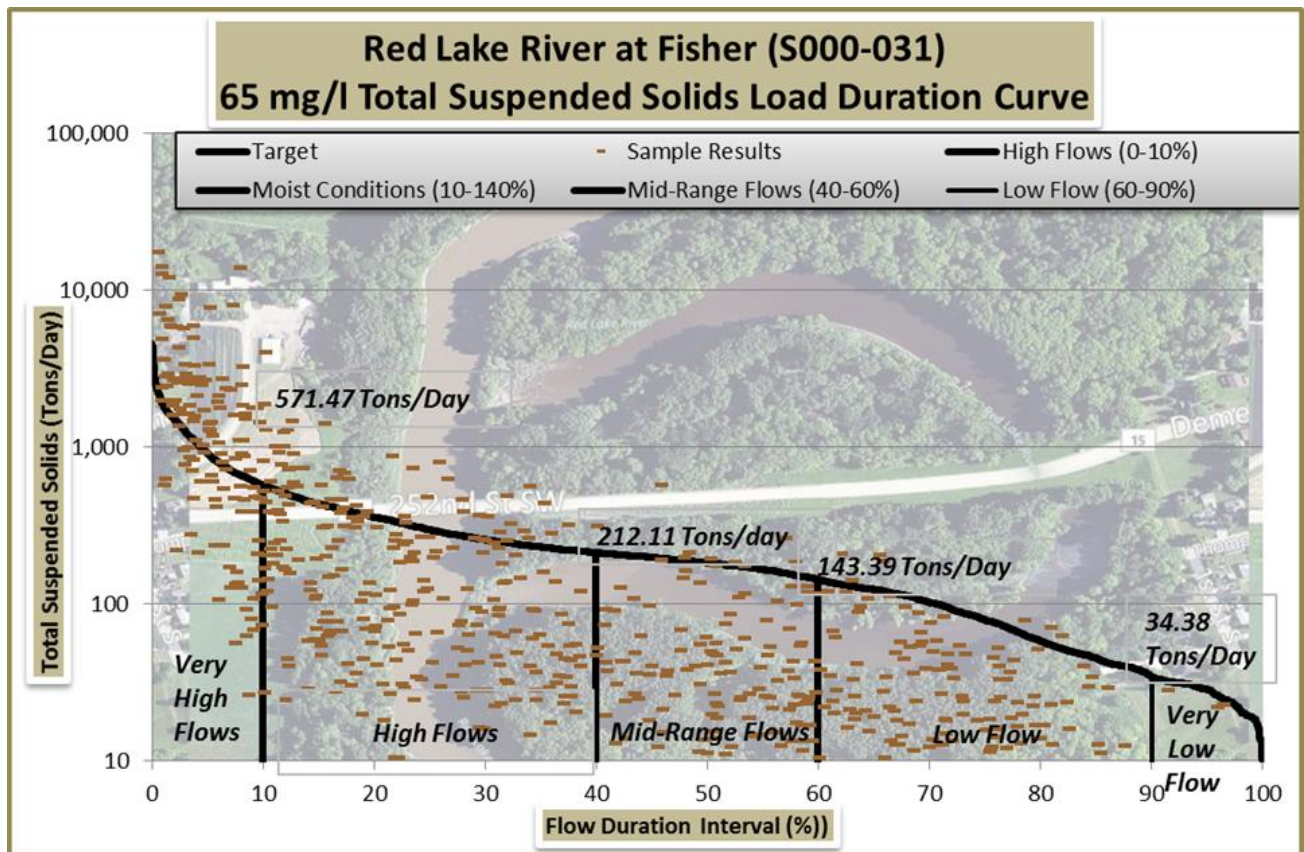 Red Lake River at Fisher (S000-031)
65 mg/l Total Suspended Solids Load Duration Curve
100,000
10,000
1,000
100
10
Total Suspended Solids (Tons/Day)
Target
Sample Results
High Flows (0-10%)
Moist Conditions (10-140%)
Mid-Range Flows (40-60%)
Low Flow (60-90%)
Red Lake River
571.47 Tons/Day
15
252nd St SW
212.11 Tons/day
143.39 Tons/Day
34.38
Tons/Day
Very
High
Flows
High Flows
Mid-Range Flows
Low Flow
Very
Low
Flow
0 10 20 30 40 50 60 70 80 90 100
Flow Duration Interval (%))